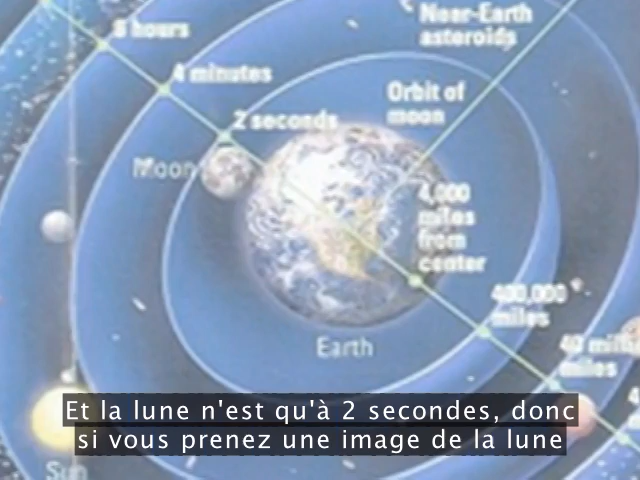 Near-Earth
asteroids
8 hours
4 minutes
Orbit of
moon
2 seconds
Moon
4,000
miles
from
center
400,000
miles
Earth
miles
Sun
Et la lune n'est qu'à 2 secondes, donc
si vous prenez une image de la lune